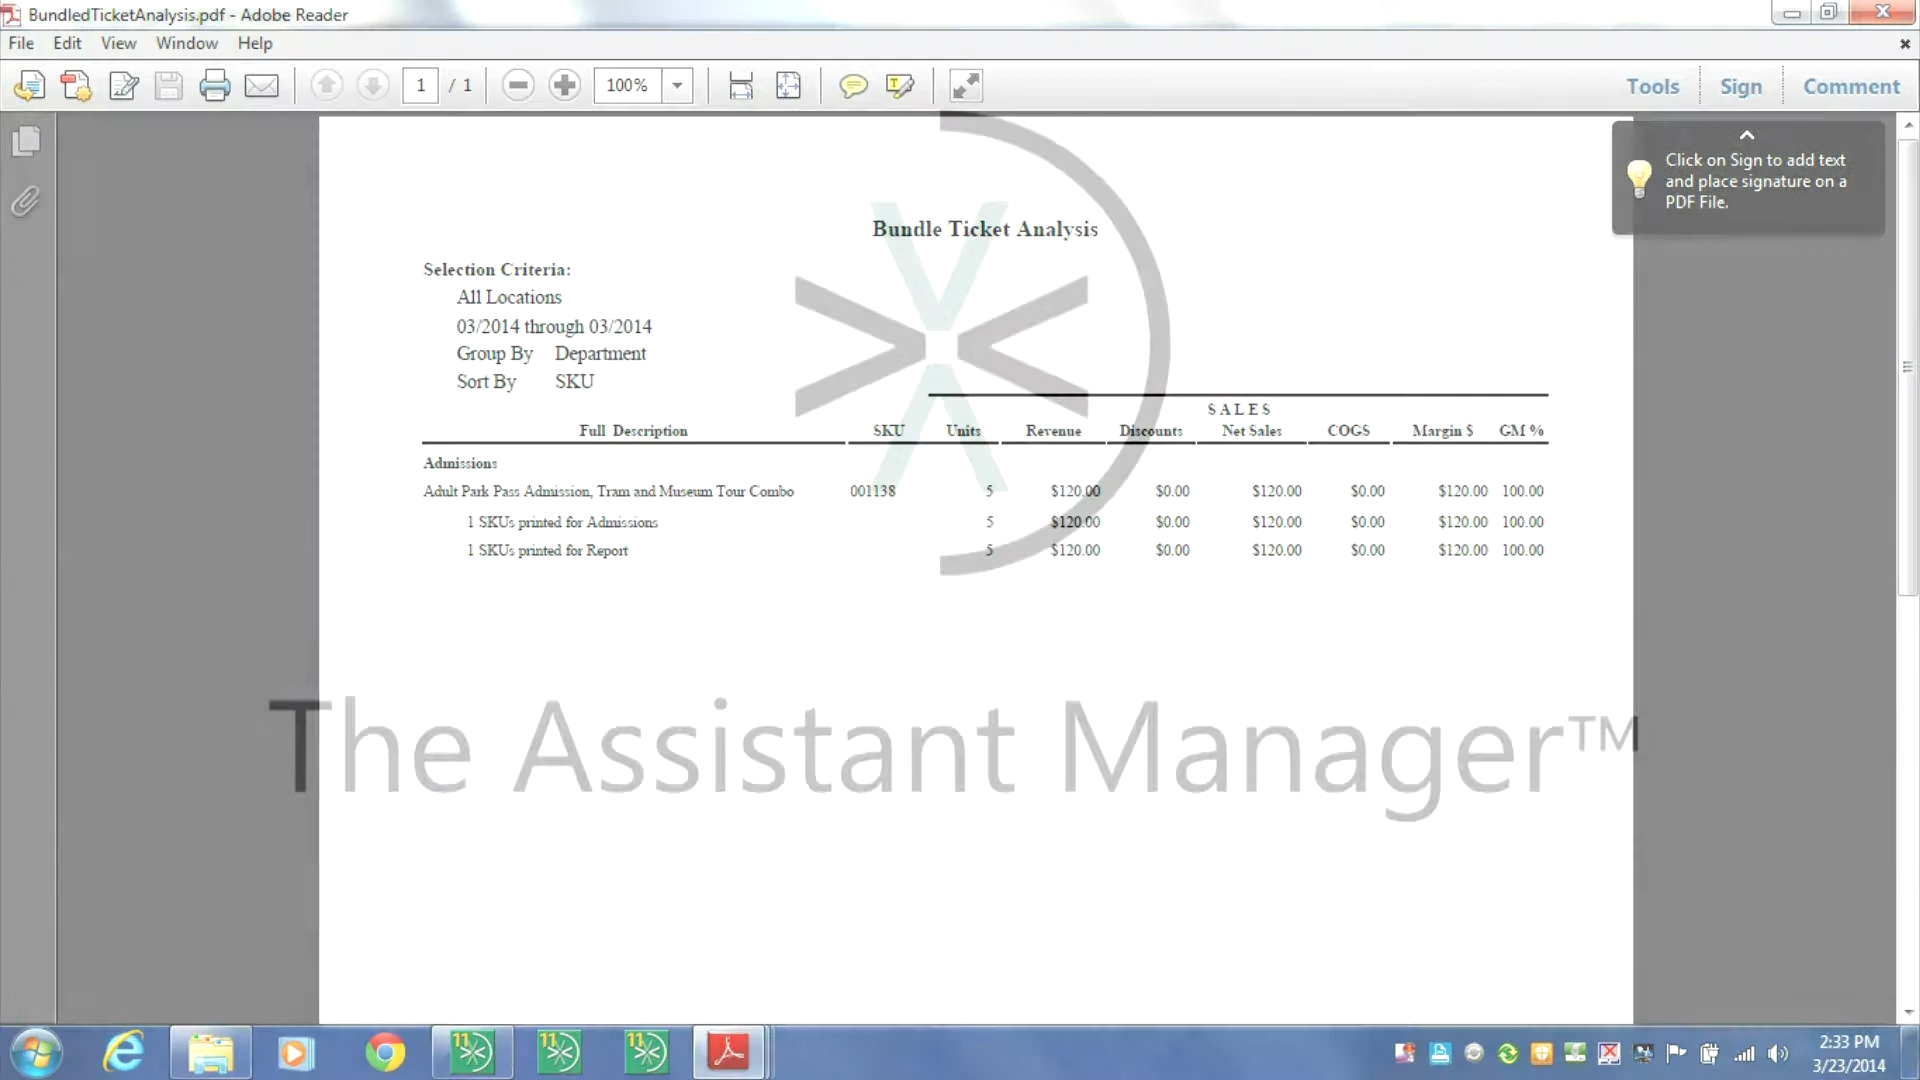 BundledTicketAnalysis.pdf - Adobe Reader
File Edit View Window Help
1 / 1 100% Tools Sign Comment
Click on Sign to add text
and place signature on a
PDF File.
Bundle Ticket Analysis
Selection Criteria:
All Locations
03/2014 through 03/2014
Group By Department
Sort By SKU
SALES
Full Description SKU Units Revenue Discounts Net Sales COGS Margin $ GM %
Admissions
Adult Park Pass Admission, Tram and Museum Tour Combo 001138 5 $120.00 $0.00 $120.00 $0.00 $120.00 100.00
1 SKUs printed for Admissions 5 $120.00 $0.00 $120.00 $0.00 $120.00 100.00
1 SKUs printed for Report 5 $120.00 $0.00 $120.00 $0.00 $120.00 100.00
The Assistant Manager™
11 11 11
2:33 PM
3/23/2014